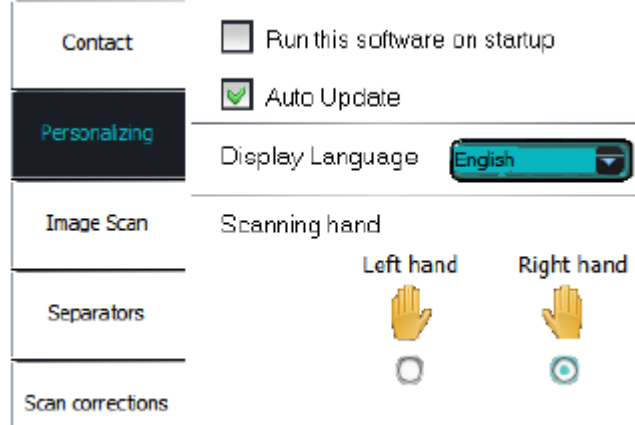 Contact
Personalizing
Image Scan
Separators
Scan corrections
Run this software on startup
Auto Update
Display Language English
Scanning hand
Left hand Right hand